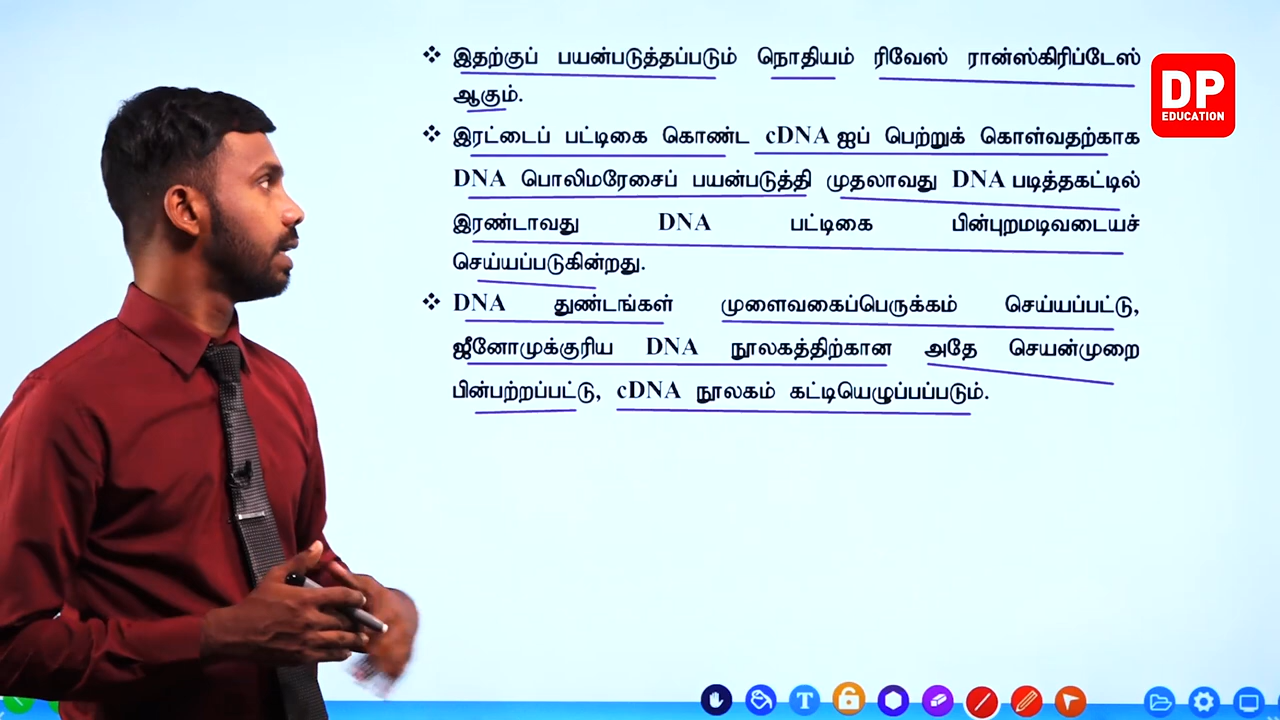 ❖ இதற்குப் பயன்படுத்தப்படும் நொதியம் ரிவேஸ் ரான்ஸ்கிரிப்டேஸ்
ஆகும்.
❖ இரட்டைப் பட்டிகை கொண்ட cDNA ஐப் பெற்றுக் கொள்வதற்காக
DNA பொலிமரேசைப் பயன்படுத்தி முதலாவது DNA படித்தகட்டில்
இரண்டாவது DNA பட்டிகை பின்புறமடிவடையச்
செய்யப்படுகின்றது.
❖ DNA துண்டங்கள் முளைவகைப்பெருக்கம் செய்யப்பட்டு,
ஜீனோமுக்குரிய DNA நூலகத்திற்கான அதே செயன்முறை
பின்பற்றப்பட்டு, cDNA நூலகம் கட்டியெழுப்பப்படும்.
DP
EDUCATION
T